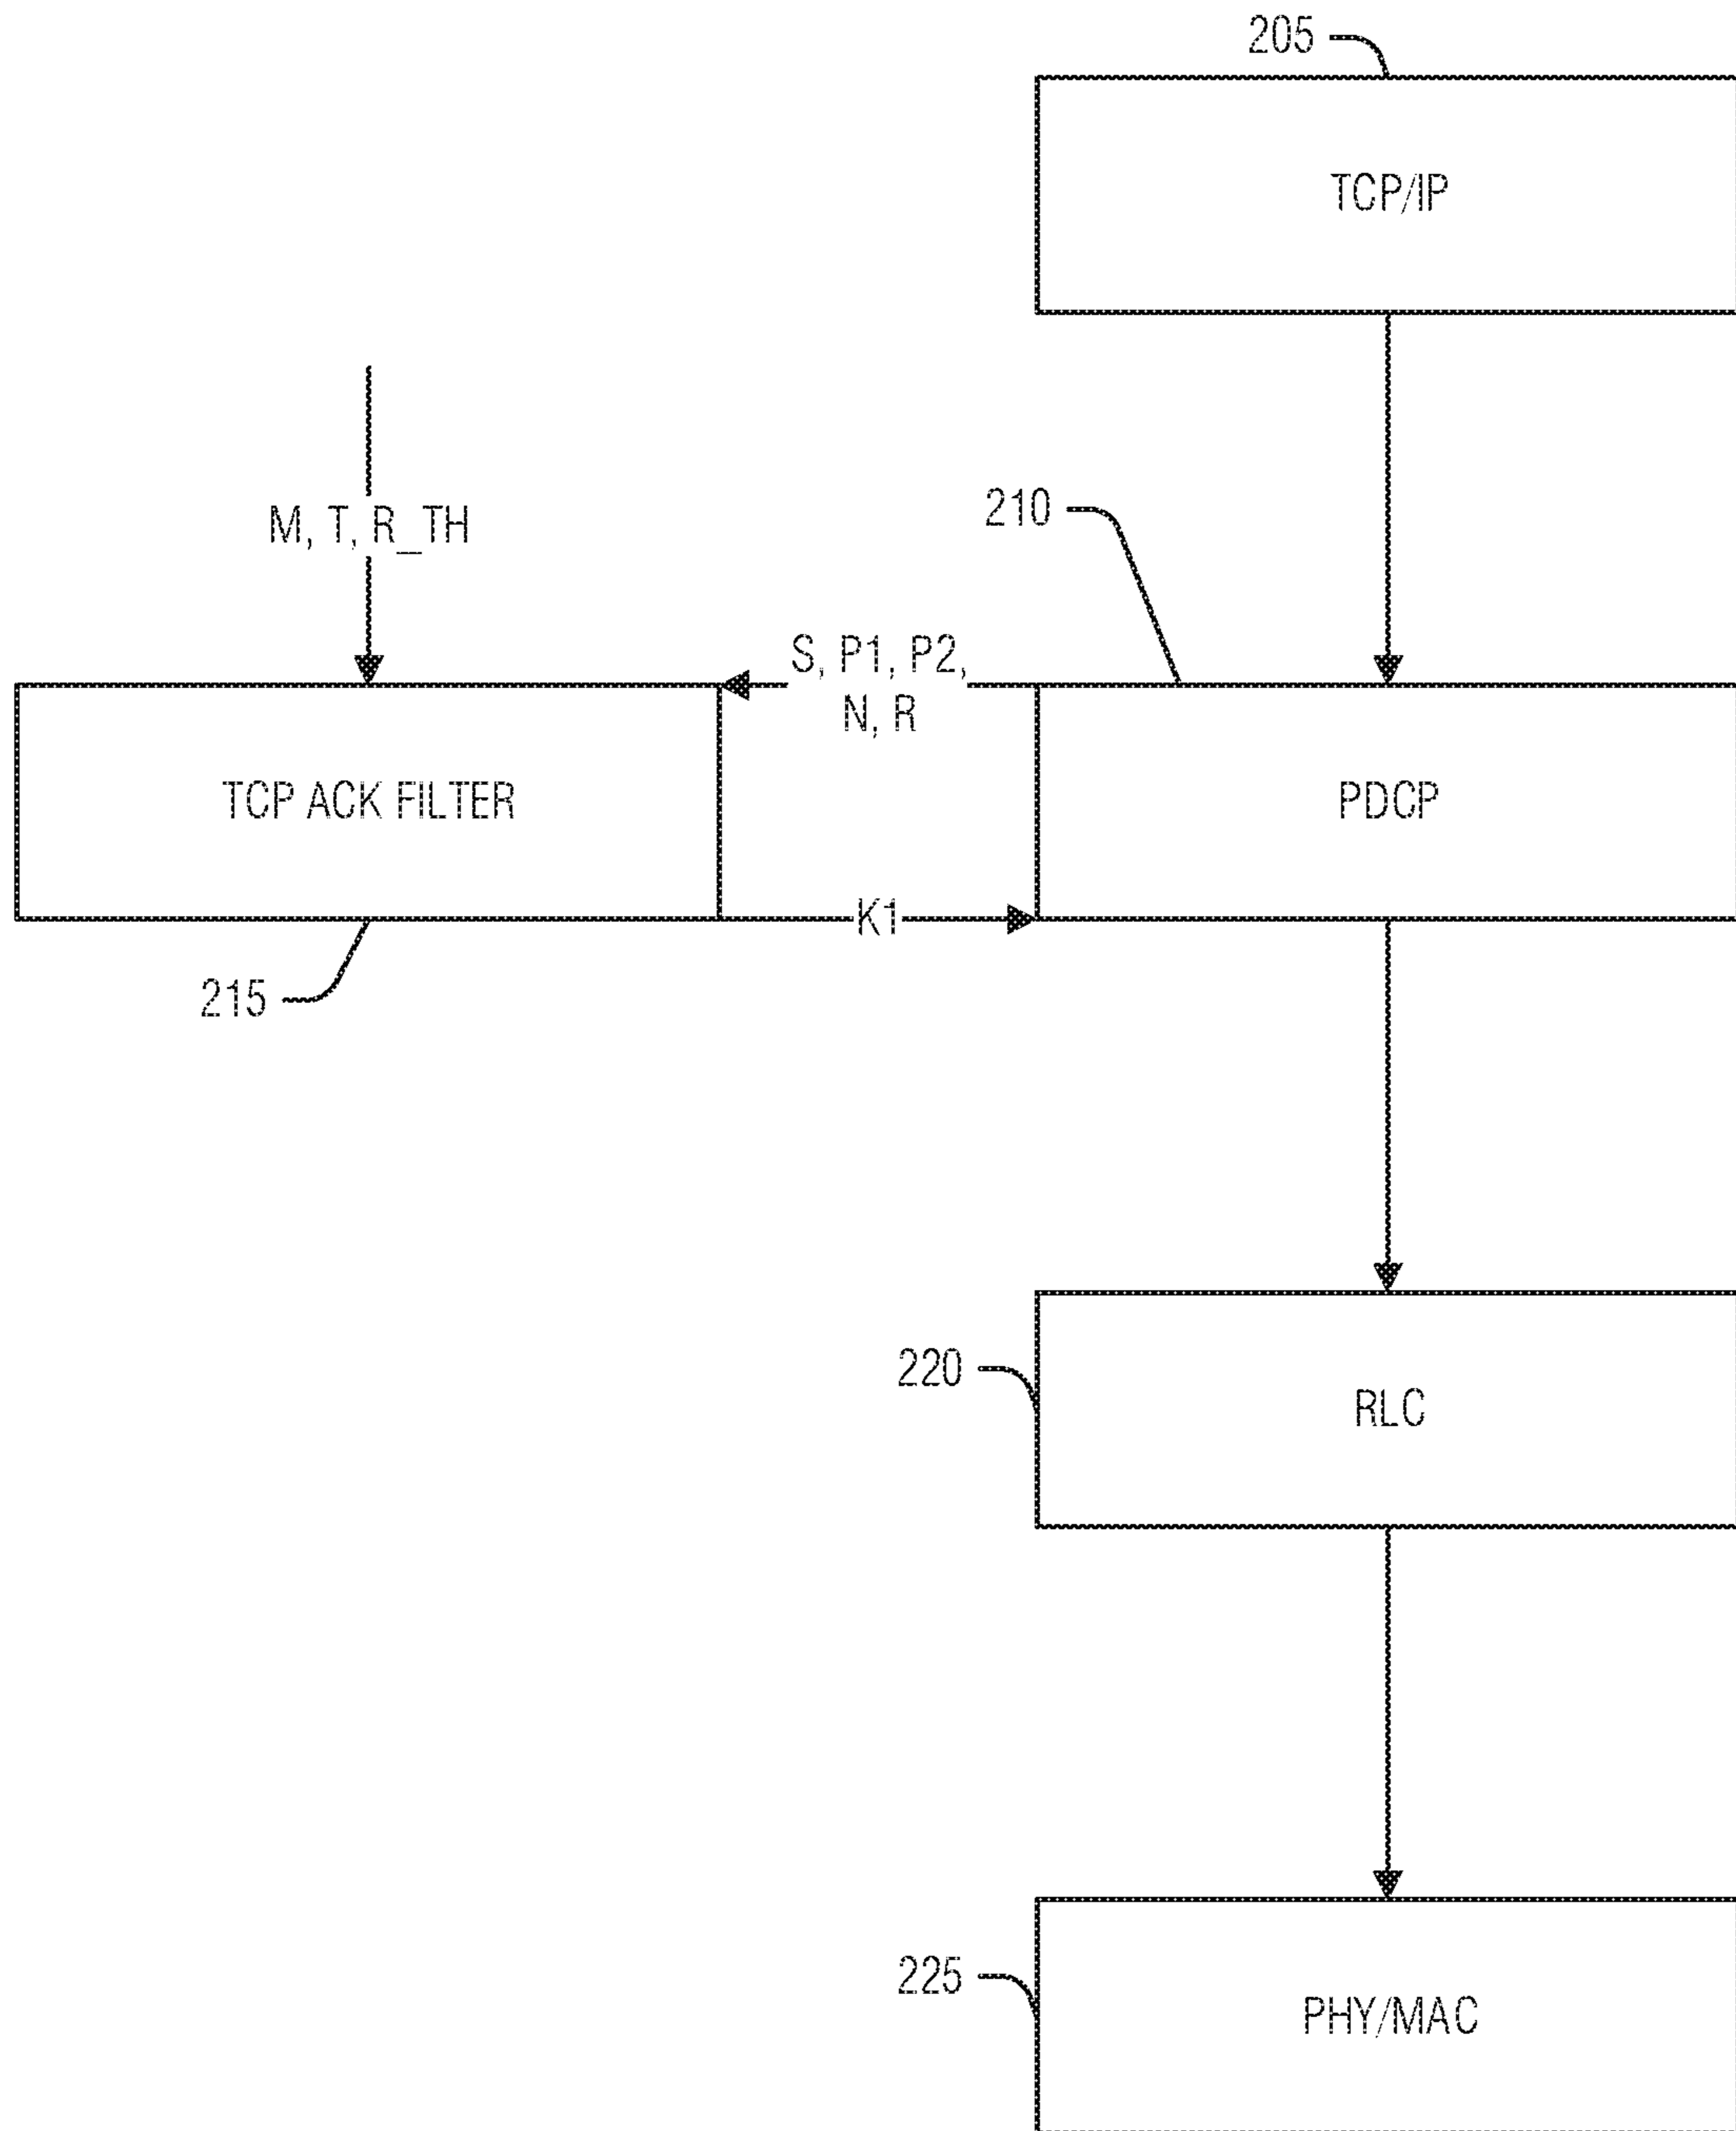 205
TCP/IP
M, T, R_TH
210
S, P1, P2,
N, R
TCP ACK FILTER
PDCP
K1
215
220
RLC
225
PHY/MAC